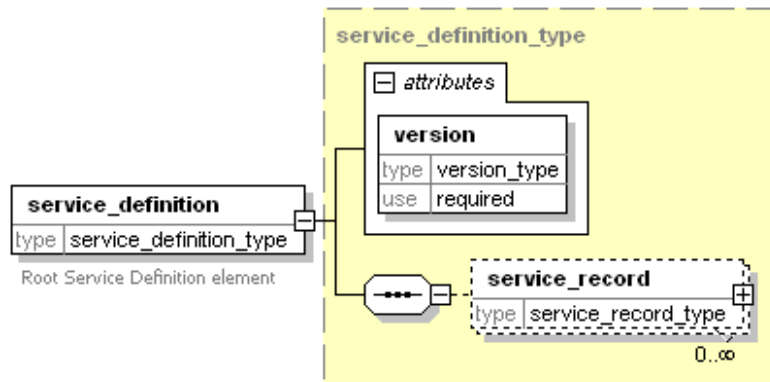 service_definition_type
attributes
version
type version_type
use required
service_definition
type service_definition_type
Root Service Definition element
service_record
type service_record_type
0..∞